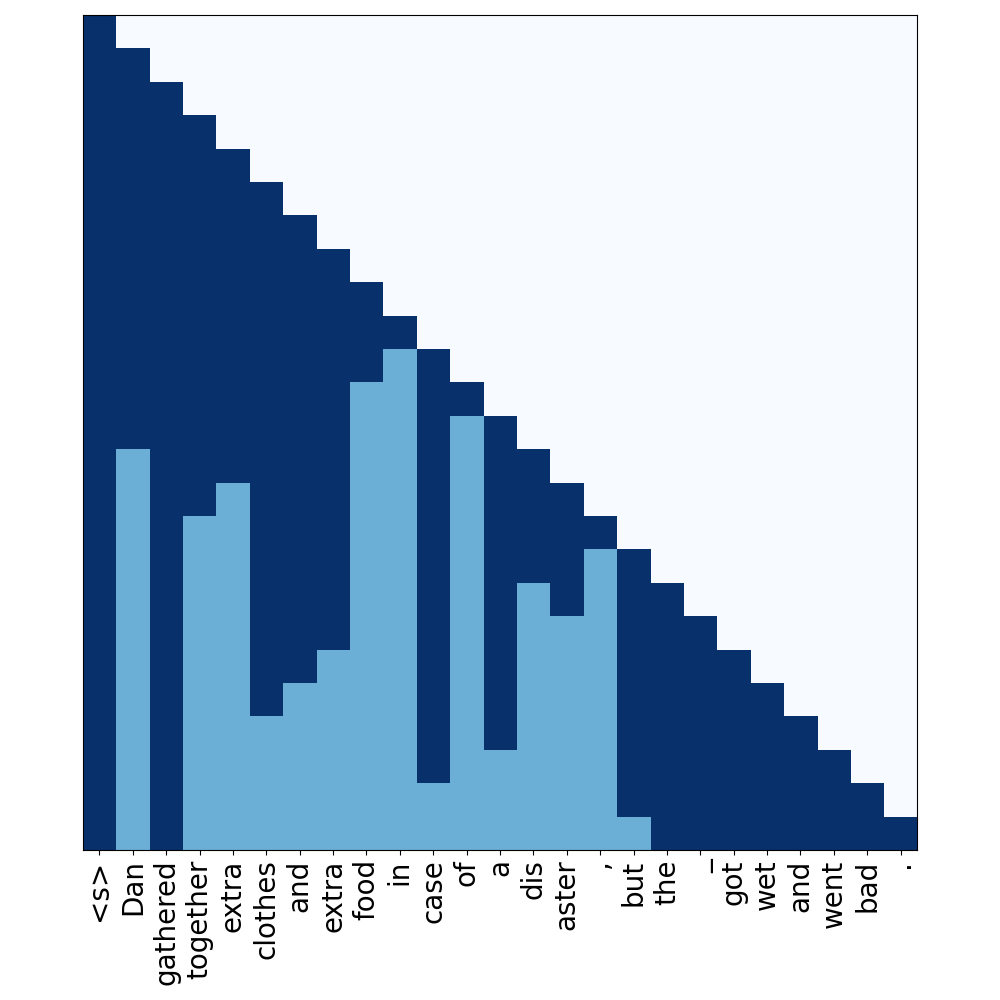 <s> Dan gathered together extra clothes and extra food in case of a dis aster , but the _ got wet and went bad .